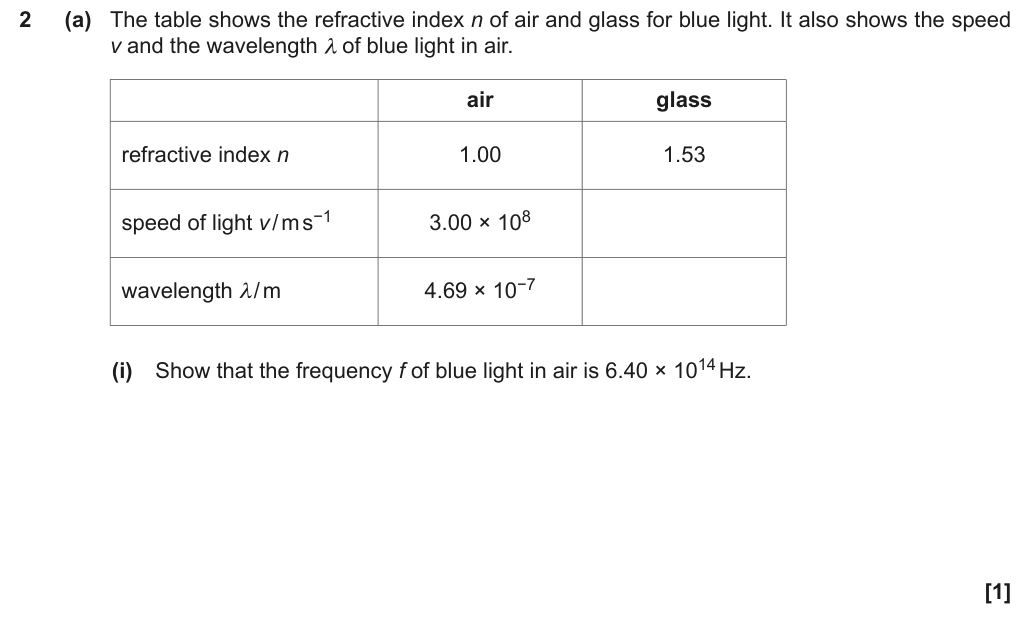 2 (a) The table shows the refractive index n of air and glass for blue light. It also shows the speed
v and the wavelength λ of blue light in air.
air glass
refractive index n 1.00 1.53
speed of light v/m s⁻¹ 3.00 × 10⁸
wavelength λ/m 4.69 × 10⁻⁷
(i) Show that the frequency f of blue light in air is 6.40 × 10¹⁴ Hz.
[1]